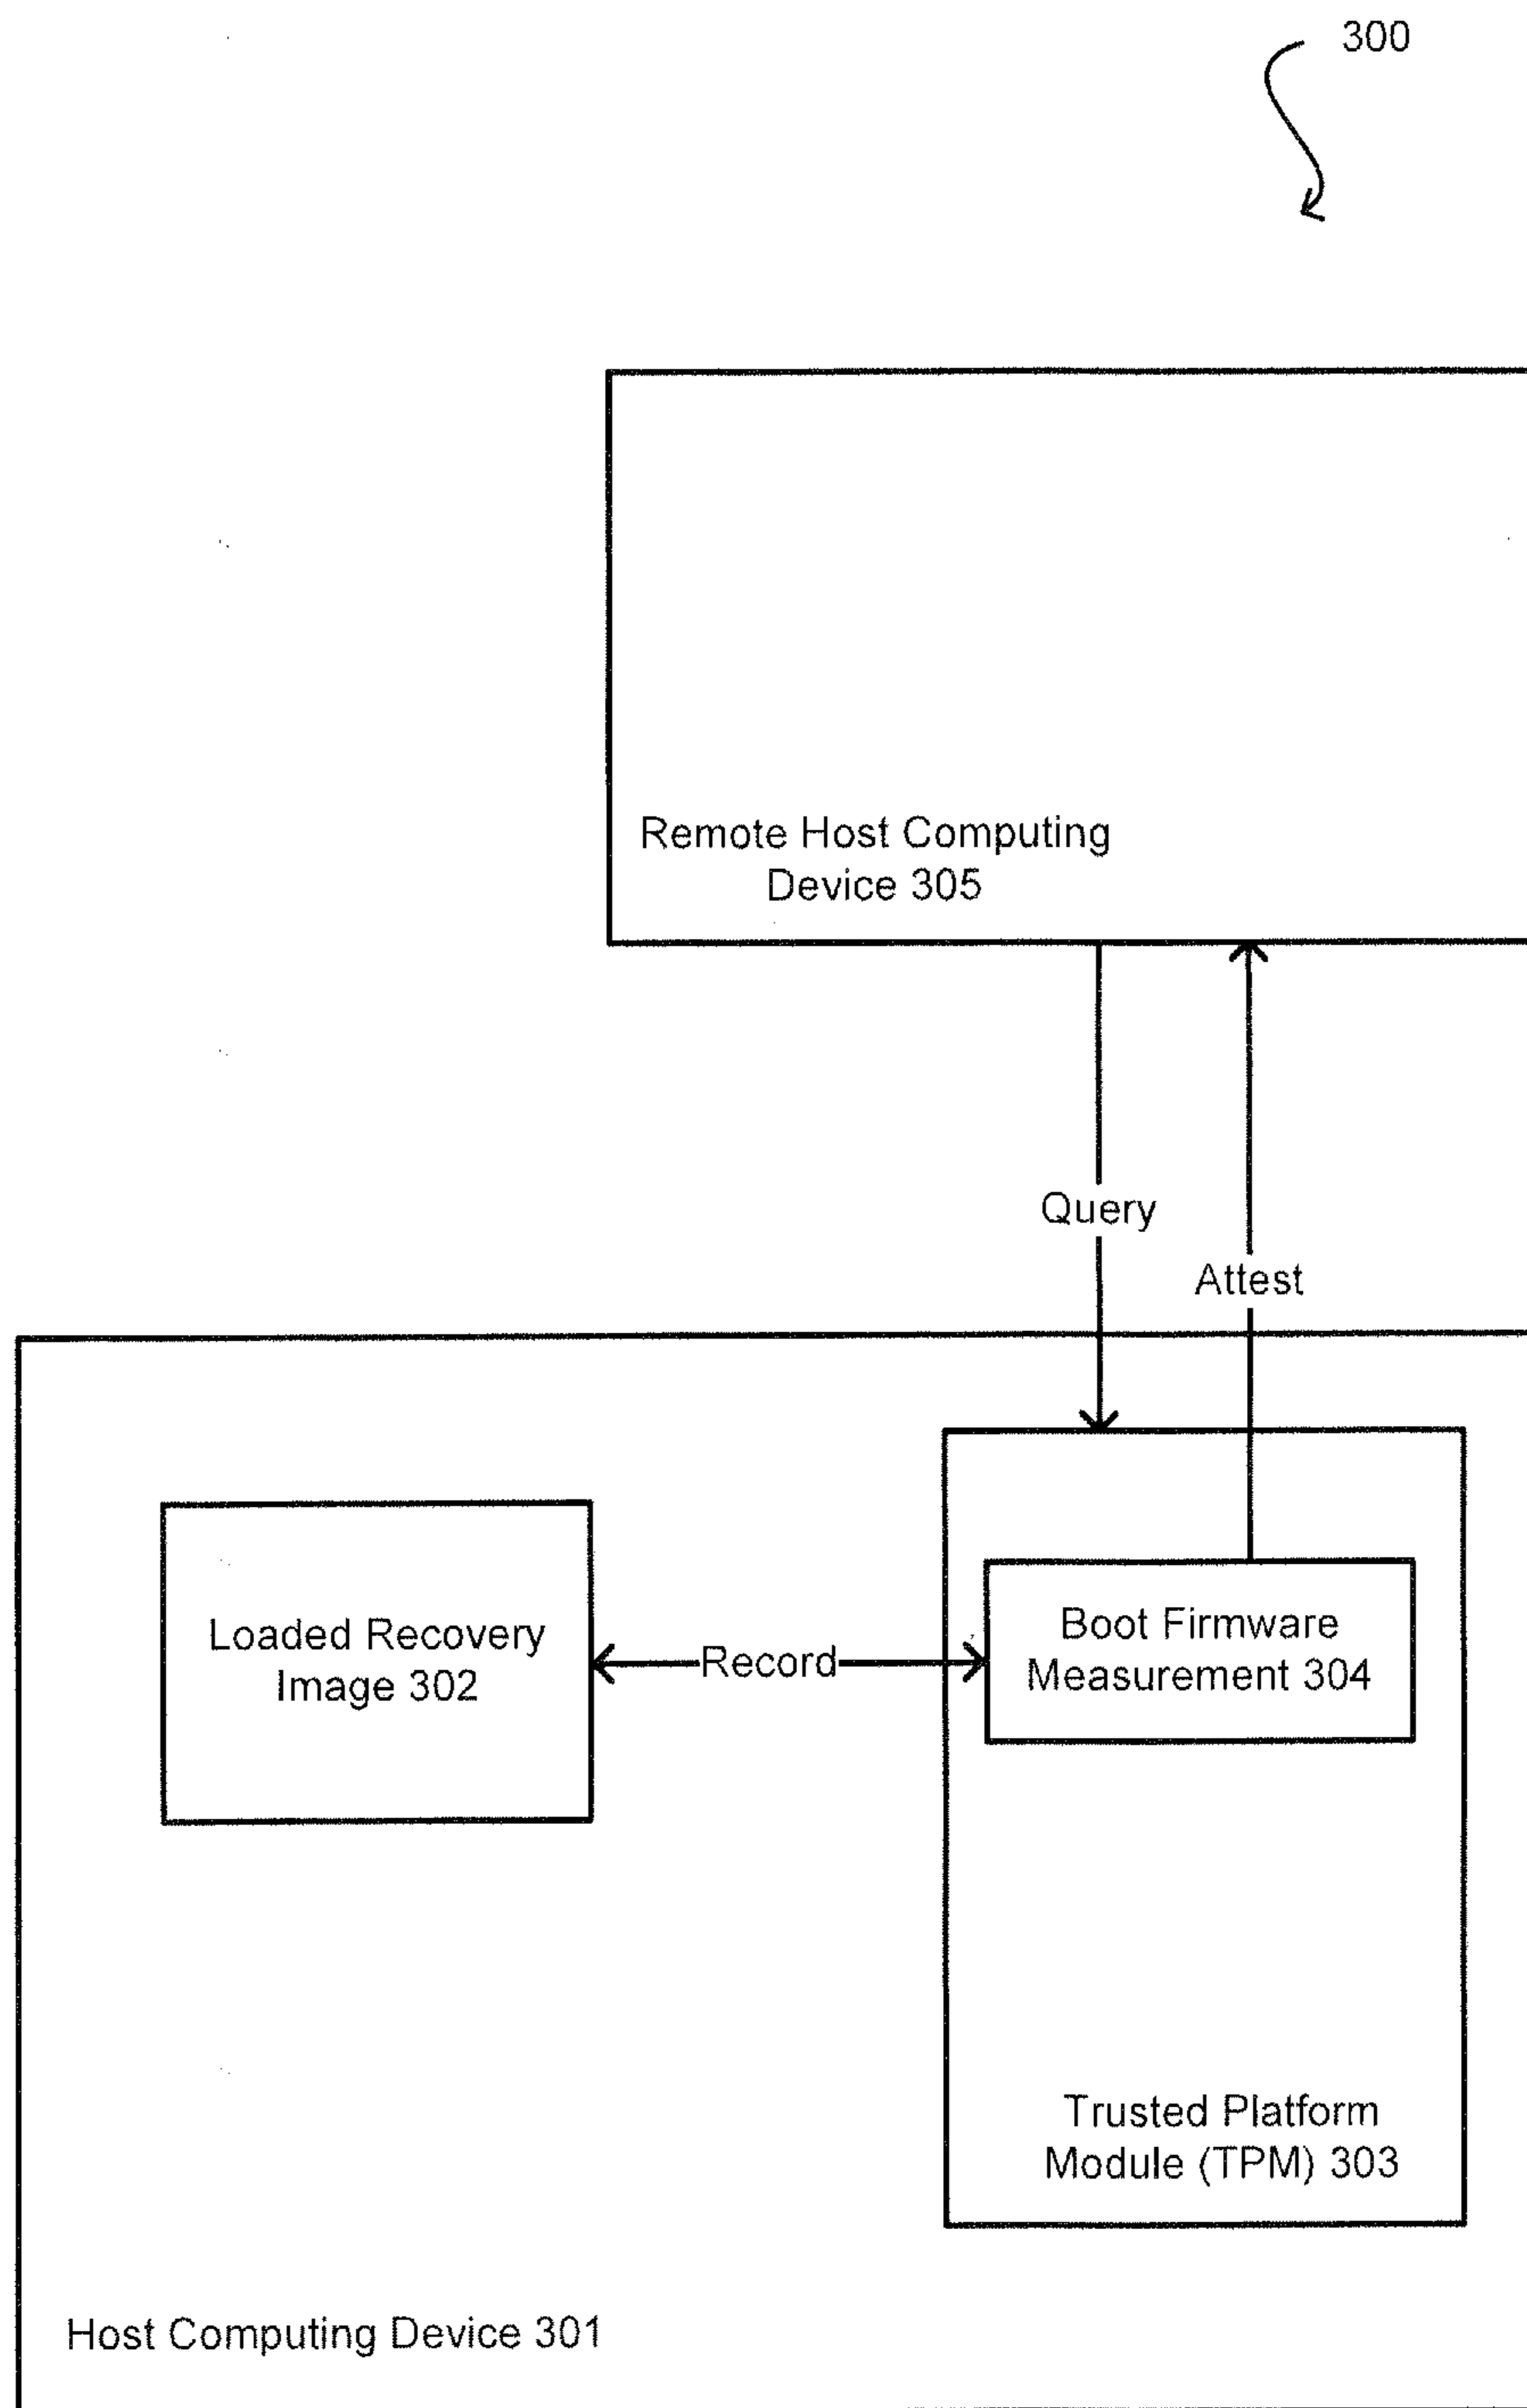 300
Remote Host Computing
Device 305
Query
Attest
Loaded Recovery
Image 302
Record
Boot Firmware
Measurement 304
Trusted Platform
Module (TPM) 303
Host Computing Device 301